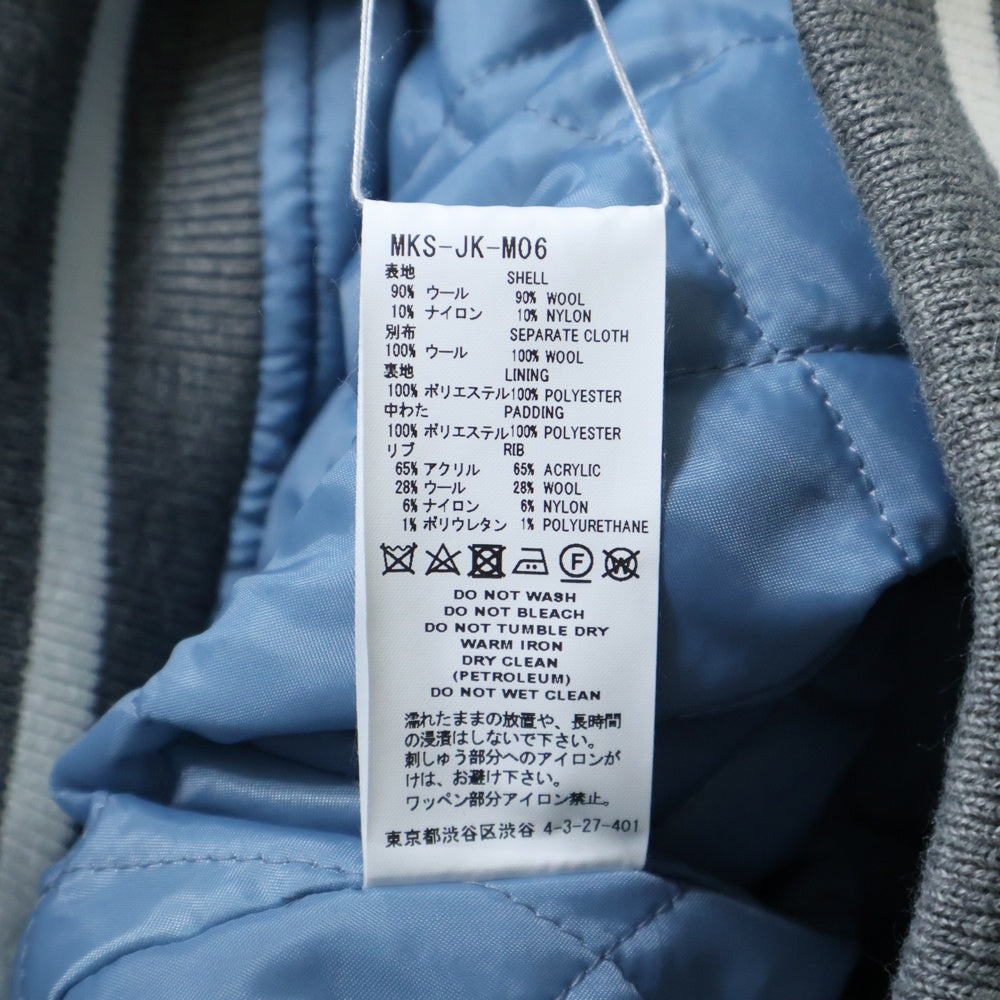 MKS-JK-M06
表地 SHELL
90% ウール 90% WOOL
10% ナイロン 10% NYLON
別布 SEPARATE CLOTH
100% ウール 100% WOOL
裏地 LINING
100% ポリエステル 100% POLYESTER
中わた PADDING
100% ポリエステル 100% POLYESTER
リブ RIB
65% アクリル 65% ACRYLIC
28% ウール 28% WOOL
6% ナイロン 6% NYLON
1% ポリウレタン 1% POLYURETHANE
F W
DO NOT WASH
DO NOT BLEACH
DO NOT TUMBLE DRY
WARM IRON
DRY CLEAN
(PETROLEUM)
DO NOT WET CLEAN
濡れたままの放置や、長時間
の浸漬はしないで下さい。
刺しゅう部分へのアイロンが
けは、お避け下さい。
ワッペン部分アイロン禁止。
東京都渋谷区渋谷 4-3-27-401